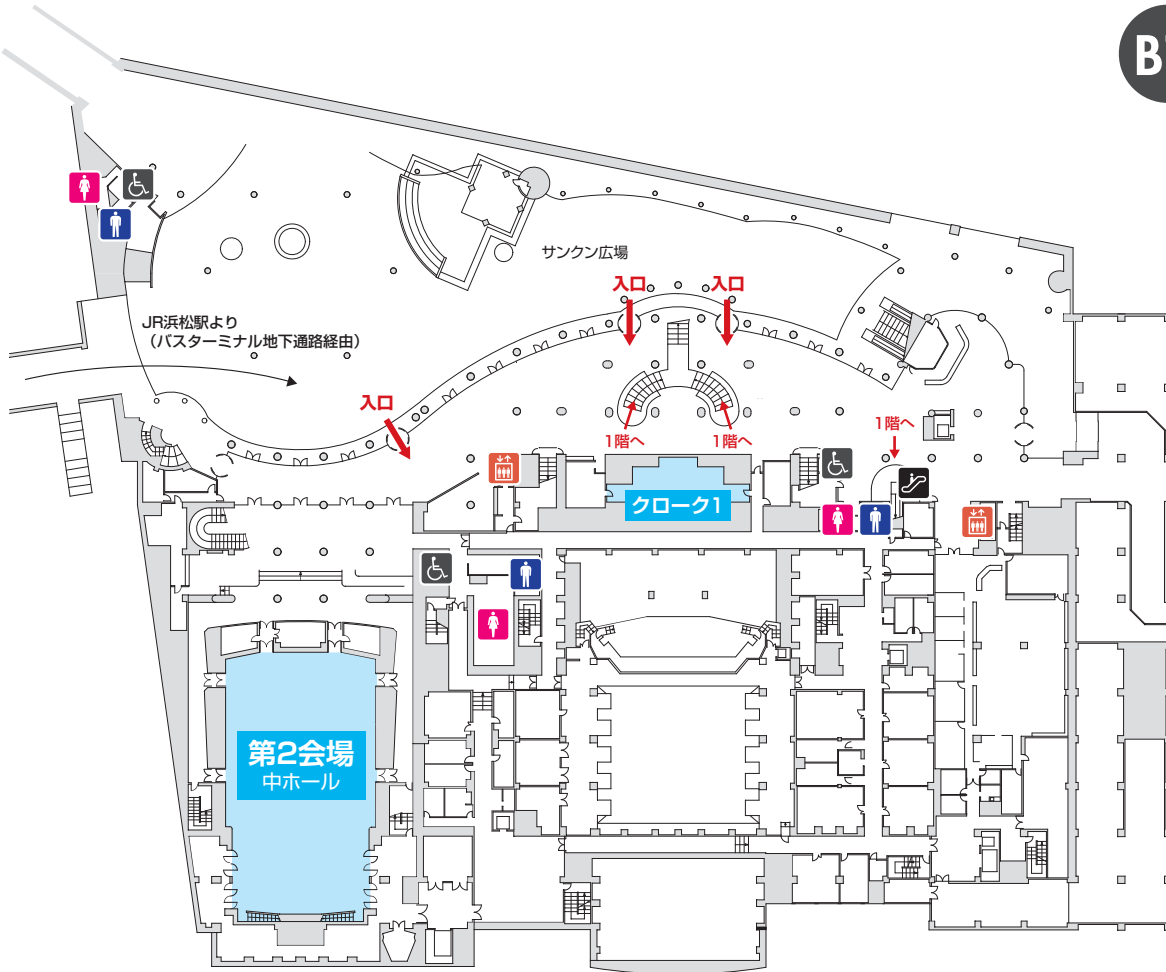 B
サンクン広場
入口
入口
JR浜松駅より
（バスターミナル地下通路経由）
入口
1階へ
1階へ
1階へ
クローク1
第2会場
中ホール